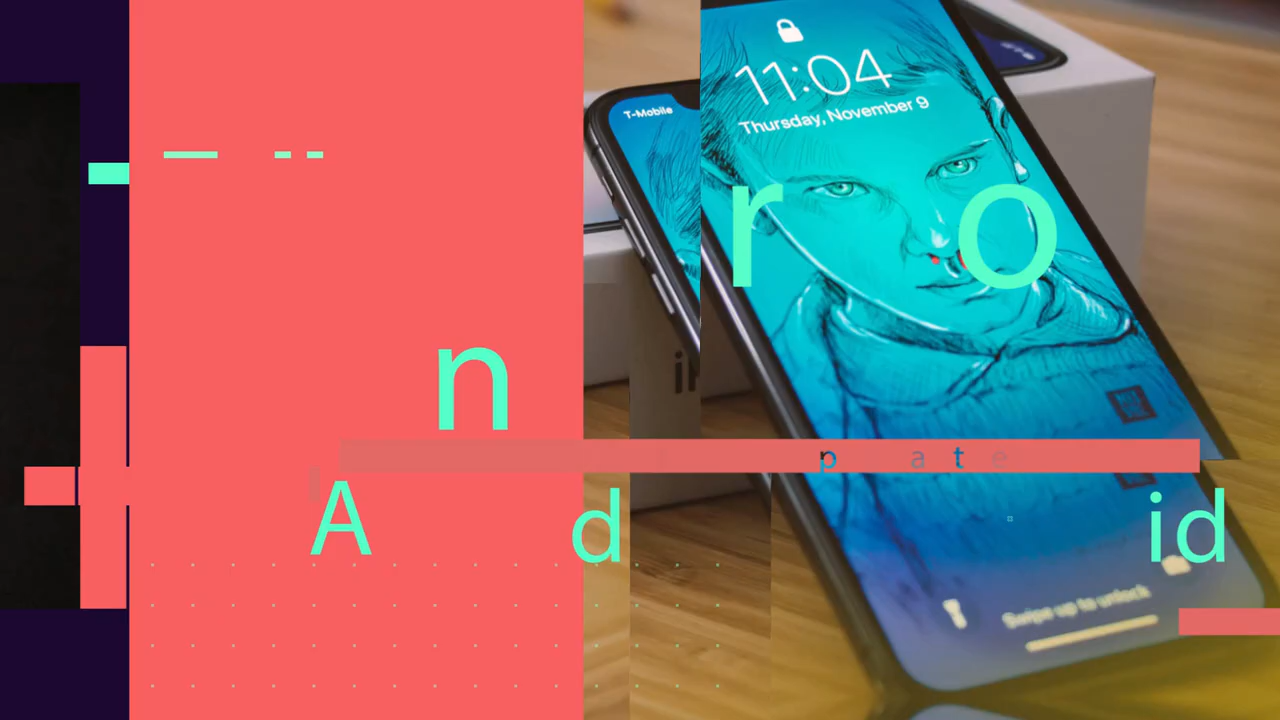 11:04
T-Mobile
Thursday, November 9
A n d r o id
p a t e
Swipe up to unlock